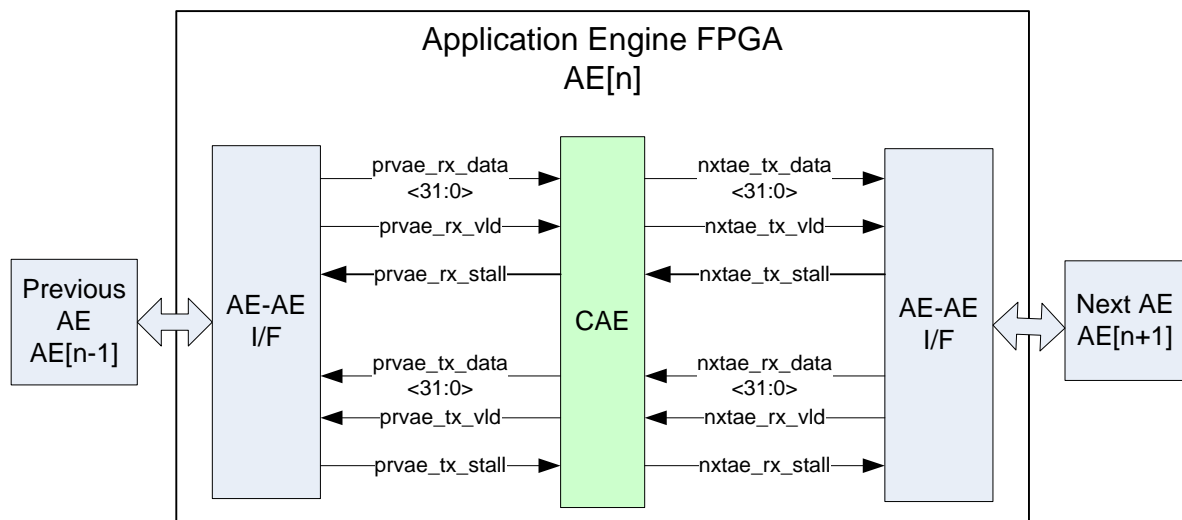 Application Engine FPGA
AE[n]
prvae_rx_data
<31:0>
prvae_rx_vld
prvae_rx_stall
prvae_tx_data
<31:0>
prvae_tx_vld
prvae_tx_stall
nxtae_tx_data
<31:0>
nxtae_tx_vld
nxtae_tx_stall
nxtae_rx_data
<31:0>
nxtae_rx_vld
nxtae_rx_stall
Previous
AE
AE[n-1]
AE-AE
I/F
CAE
AE-AE
I/F
Next AE
AE[n+1]